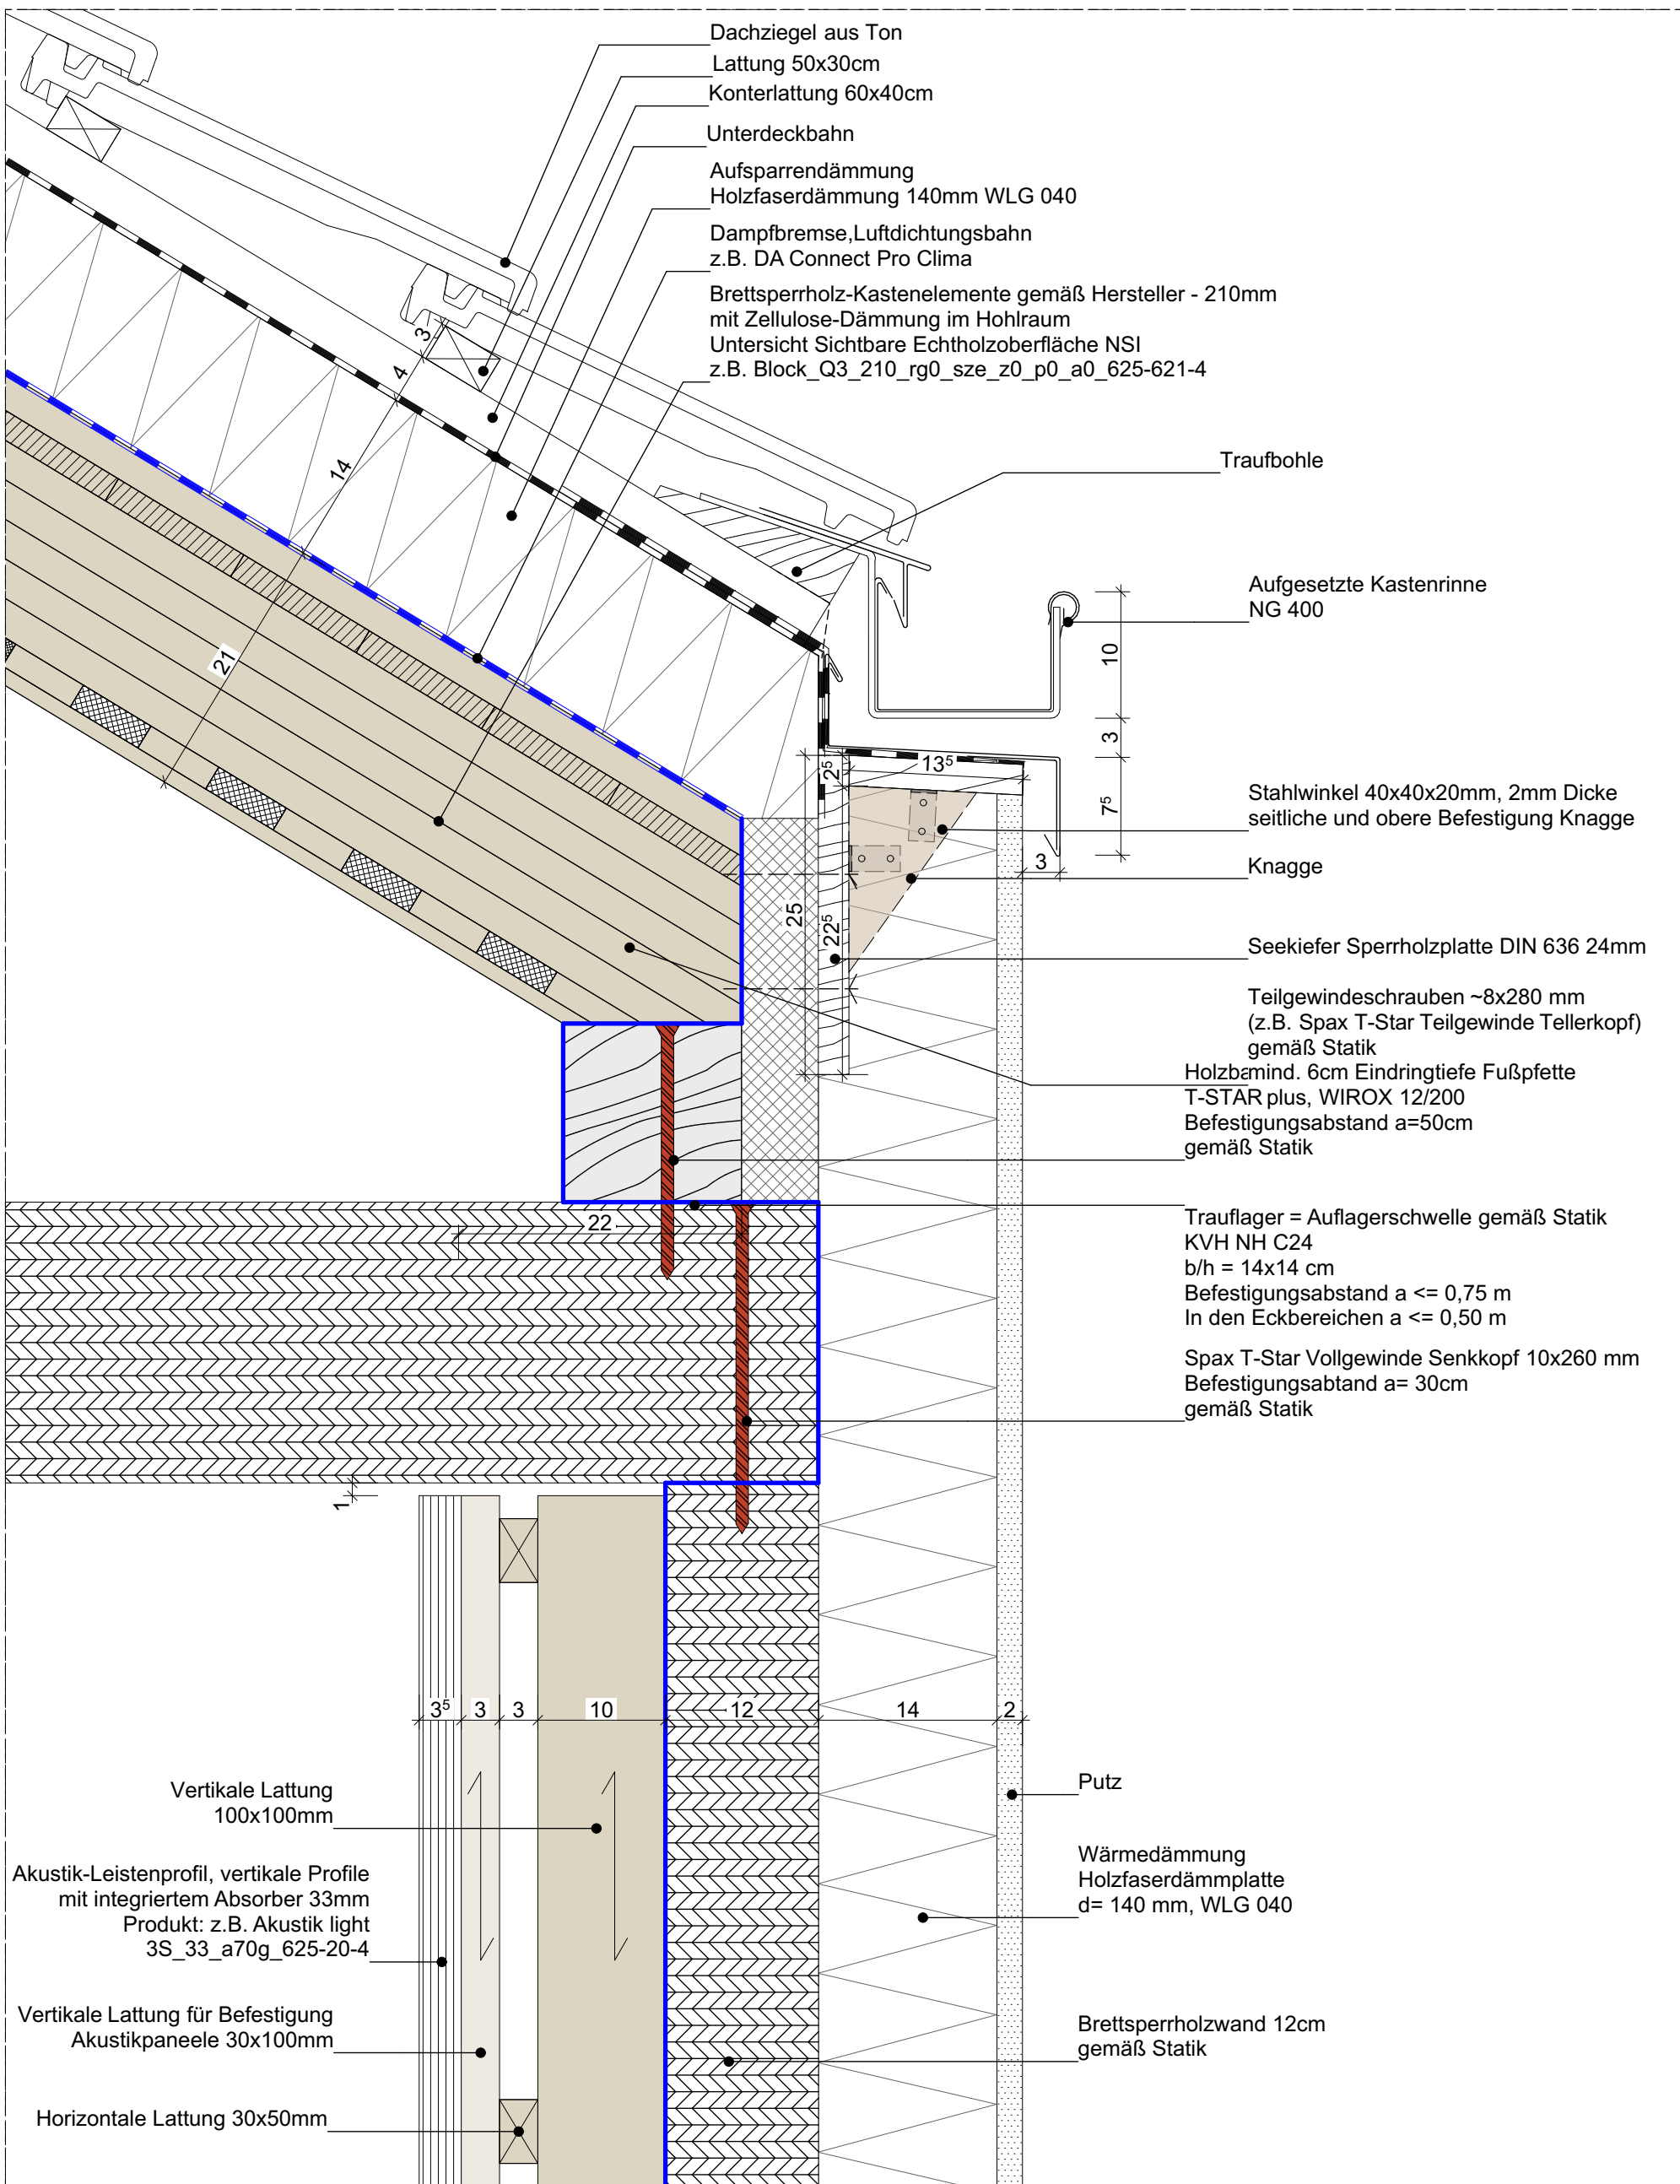 Dachziegel aus Ton
Lattung 50x30cm
Konterlattung 60x40cm
Unterdeckbahn
Aufsparrendämmung
Holzfaserdämmung 140mm WLG 040
Dampfbremse,Luftdichtungsbahn
z.B. DA Connect Pro Clima
Brettsperrholz-Kastenelemente gemäß Hersteller - 210mm
mit Zellulose-Dämmung im Hohlraum
Untersicht Sichtbare Echtholzoberfläche NSI
z.B. Block_Q3_210_rg0_sze_z0_p0_a0_625-621-4
3
4
14
21
Traufbohle
Aufgesetzte Kastenrinne
NG 400
10
3
7⁵
3
13⁵
2⁵
25
22⁵
Stahlwinkel 40x40x20mm, 2mm Dicke
seitliche und obere Befestigung Knagge
Knagge
Seekiefer Sperrholzplatte DIN 636 24mm
Teilgewindeschrauben ~8x280 mm
(z.B. Spax T-Star Teilgewinde Tellerkopf)
gemäß Statik
mind. 6cm Eindringtiefe Fußpfette
T-STAR plus, WIROX 12/200
Befestigungsabstand a=50cm
gemäß Statik
22
Trauflager = Auflagerschwelle gemäß Statik
KVH NH C24
b/h = 14x14 cm
Befestigungsabstand a <= 0,75 m
In den Eckbereichen a <= 0,50 m
Spax T-Star Vollgewinde Senkkopf 10x260 mm
Befestigungsabtand a= 30cm
gemäß Statik
1
3⁵ 3 3 10 12 14 2
Vertikale Lattung
100x100mm
Akustik-Leistenprofil, vertikale Profile
mit integriertem Absorber 33mm
Produkt: z.B. Akustik light
3S_33_a70g_625-20-4
Vertikale Lattung für Befestigung
Akustikpaneele 30x100mm
Horizontale Lattung 30x50mm
Putz
Wärmedämmung
Holzfaserdämmplatte
d= 140 mm, WLG 040
Brettsperrholzwand 12cm
gemäß Statik